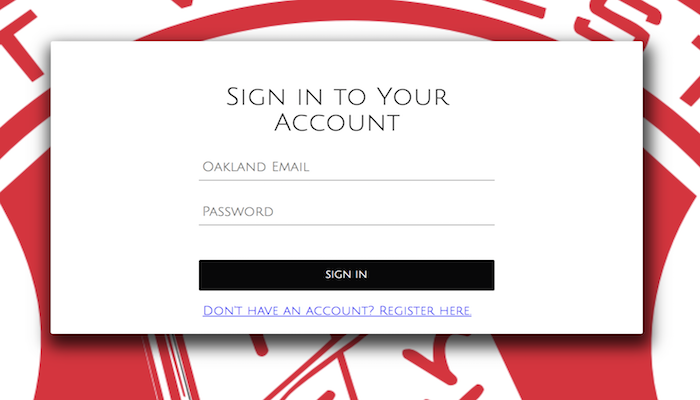 Sign in to Your
Account
Oakland Email
Password
SIGN IN
Don't have an account? Register here.